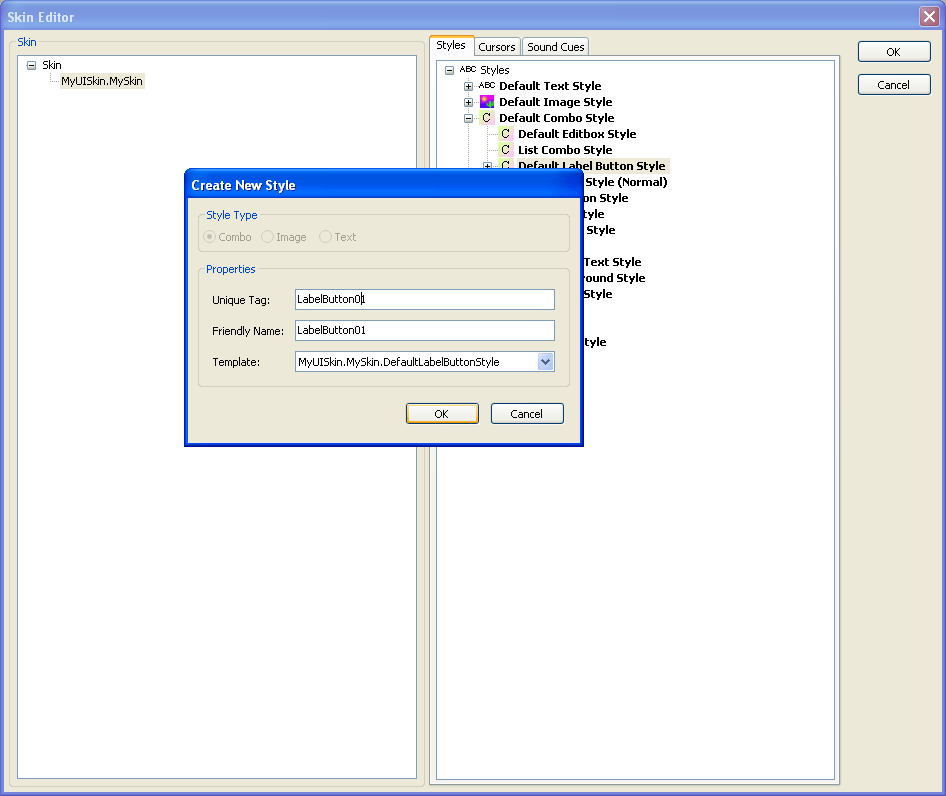 Skin Editor
Skin
Skin
MyUISkin.MySkin
Styles Cursors Sound Cues
OK
Cancel
ABC Styles
ABC Default Text Style
Default Image Style
C Default Combo Style
C Default Editbox Style
C List Combo Style
C Default Label Button Style
Style (Normal)
on Style
tyle
Style
Text Style
round Style
Style
tyle
Create New Style
Style Type
Combo Image Text
Properties
Unique Tag: LabelButton01
Friendly Name: LabelButton01
Template: MyUISkin.MySkin.DefaultLabelButtonStyle
OK Cancel